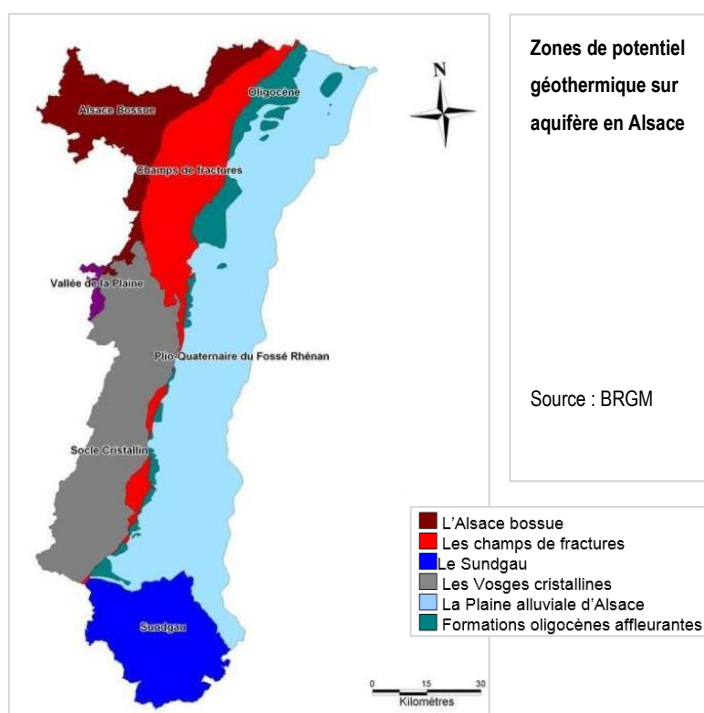 Zones de potentiel
géothermique sur
aquifère en Alsace
Source : BRGM
N
Oligocène
Alsace Bossue
Champs de fractures
Vallée de la Plaine
Plio-Quaternaire du Fossé Rhénan
Socle Cristallin
Sundgau
L'Alsace bossue
Les champs de fractures
Le Sundgau
Les Vosges cristallines
La Plaine alluviale d'Alsace
Formations oligocènes affleurantes
0 15 30
Kilomètres